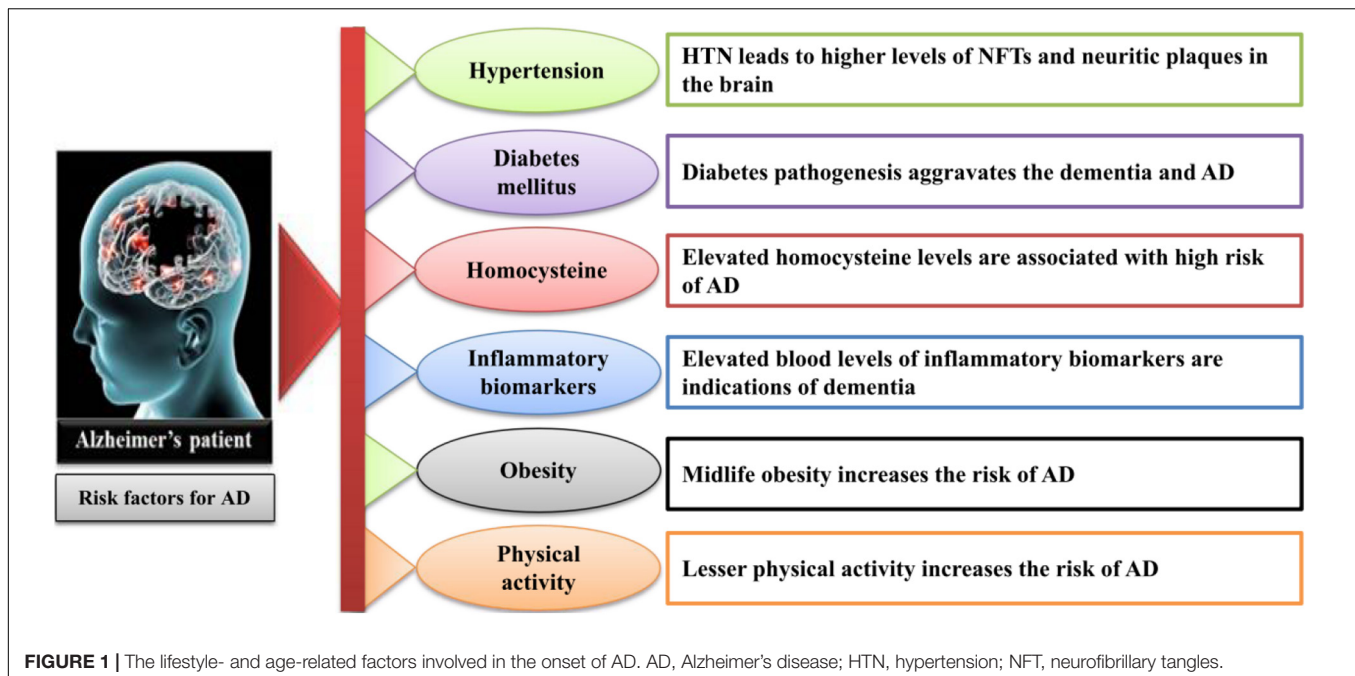 Hypertension
HTN leads to higher levels of NFTs and neuritic plaques in
the brain
Diabetes
mellitus
Diabetes pathogenesis aggravates the dementia and AD
Homocysteine
Elevated homocysteine levels are associated with high risk
of AD
Inflammatory
biomarkers
Elevated blood levels of inflammatory biomarkers are
indications of dementia
Alzheimer's patient
Risk factors for AD
Obesity
Midlife obesity increases the risk of AD
Physical
activity
Lesser physical activity increases the risk of AD
FIGURE 1 | The lifestyle- and age-related factors involved in the onset of AD. AD, Alzheimer's disease; HTN, hypertension; NFT, neurofibrillary tangles.